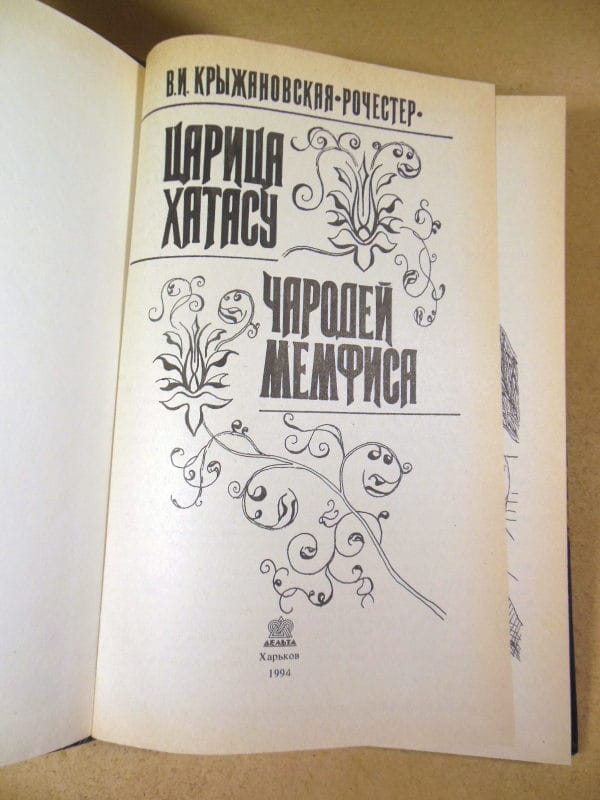 В.И. КРЫЖАНОВСКАЯ-РОЧЕСТЕР-
ЦАРИЦА
ХАТАСУ
ЧАРОДЕЙ
МЕМФИСА
ДЕЛЬТА
Харьков
1994